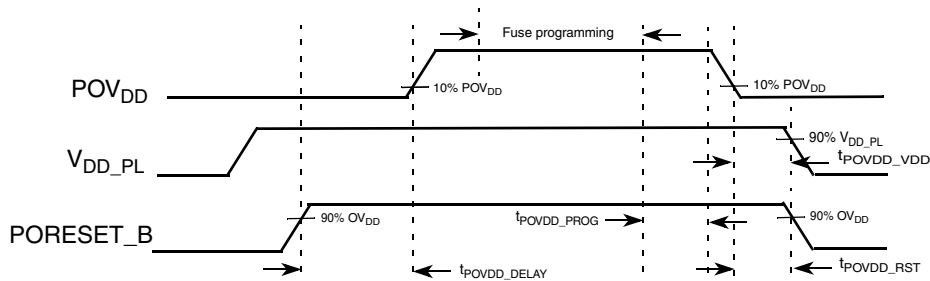 Fuse programming
POV_DD
10% POV_DD
10% POV_DD
V_DD_PL
90% V_DD_PL
t_POVDD_VDD
PORESET_B
90% OV_DD
t_POVDD_PROG
90% OV_DD
t_POVDD_DELAY
t_POVDD_RST